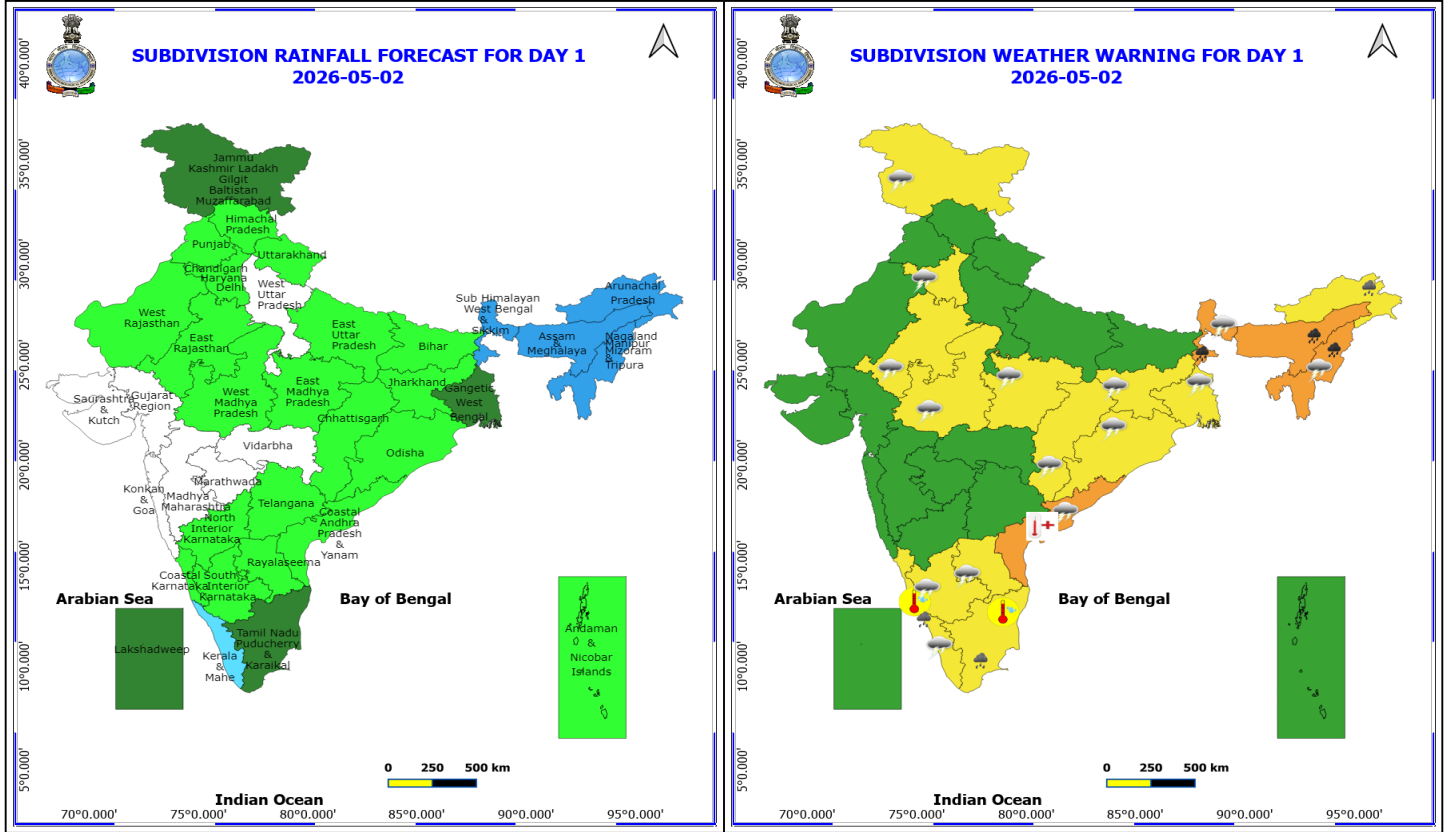 SUBDIVISION RAINFALL FORECAST FOR DAY 1
2026-05-02
40°0.000'
35°0.000'
30°0.000'
25°0.000'
20°0.000'
15°0.000'
10°0.000'
5°0.000'
Jammu
Kashmir Ladakh
Gilgit
Baltistan
Muzaffarabad
Himachal
Pradesh
Punjab
Uttarakhand
Chandigarh
Haryana
Delhi
West
Uttar
Pradesh
West
Rajasthan
East
Rajasthan
East
Uttar
Pradesh
Bihar
Sub Himalayan
West Bengal
&
Sikkim
Arunachal
Pradesh
Assam
&
Meghalaya
Nagaland
Manipur
Mizoram
&
Tripura
Saurashtra
&
Kutch
Gujarat
Region
West
Madhya
Pradesh
East
Madhya
Pradesh
Jharkhand
Gangetic
West
Bengal
Chhattisgarh
Odisha
Vidarbha
Marathwada
Konkan
&
Goa
Madhya
Maharashtra
Telangana
North
Interior
Karnataka
Coastal
Andhra
Pradesh
&
Yanam
Rayalaseema
Coastal
Karnataka
South
Interior
Karnataka
Arabian Sea
Bay of Bengal
Lakshadweep
Kerala
&
Mahe
Tamil Nadu
Puducherry
&
Karaikal
Andaman
&
Nicobar
Islands
0 250 500 km
Indian Ocean
70°0.000' 75°0.000' 80°0.000' 85°0.000' 90°0.000' 95°0.000'
SUBDIVISION WEATHER WARNING FOR DAY 1
2026-05-02
40°0.000'
35°0.000'
30°0.000'
25°0.000'
20°0.000'
15°0.000'
10°0.000'
5°0.000'
Arabian Sea
Bay of Bengal
0 250 500 km
Indian Ocean
70°0.000' 75°0.000' 80°0.000' 85°0.000' 90°0.000' 95°0.000'